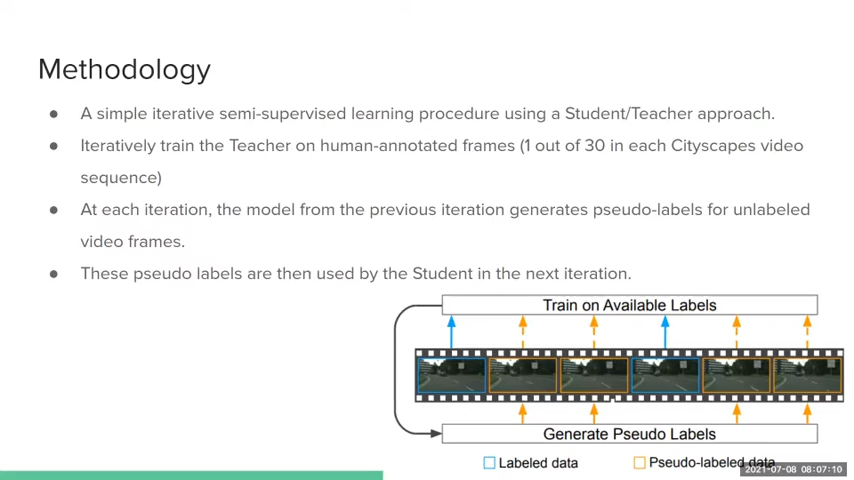 Methodology
● A simple iterative semi-supervised learning procedure using a Student/Teacher approach.
● Iteratively train the Teacher on human-annotated frames (1 out of 30 in each Cityscapes video
sequence)
● At each iteration, the model from the previous iteration generates pseudo-labels for unlabeled
video frames.
● These pseudo labels are then used by the Student in the next iteration.
Train on Available Labels
Generate Pseudo Labels
Labeled data
Pseudo-labeled data
2021-07-08 08:07:10